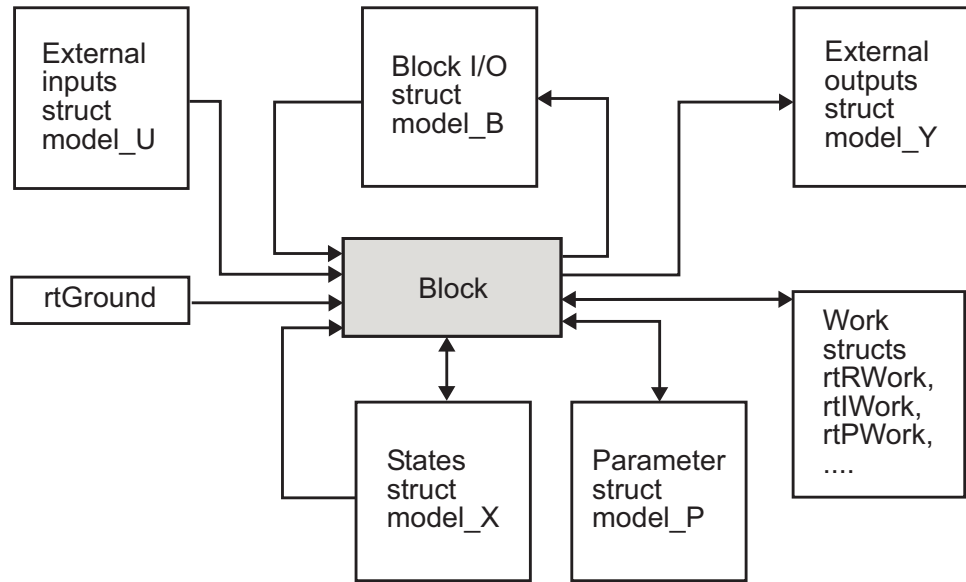 External
inputs
struct
model_U
Block I/O
struct
model_B
External
outputs
struct
model_Y
rtGround
Block
Work
structs
rtRWork,
rtIWork,
rtPWork,
....
States
struct
model_X
Parameter
struct
model_P